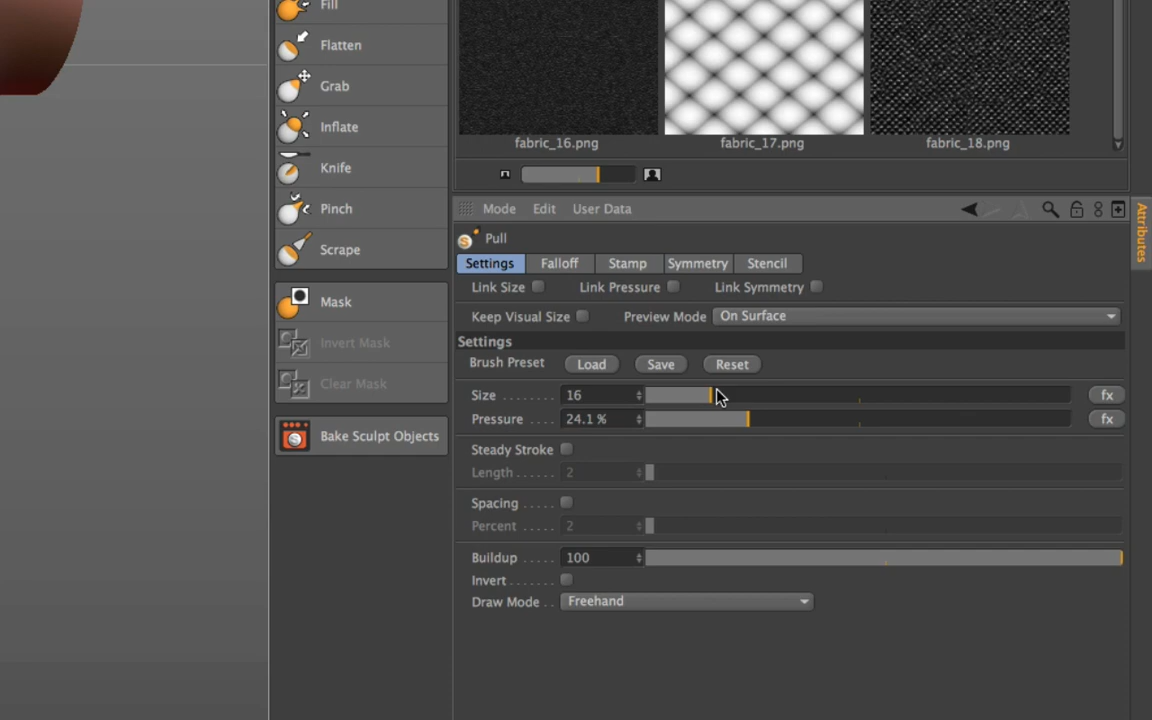 Fill
Flatten
Grab
Inflate
Knife
Pinch
Scrape
Mask
Invert Mask
Clear Mask
Bake Sculpt Objects
fabric_16.png fabric_17.png fabric_18.png
Mode Edit User Data
Attributes
Pull
Settings Falloff Stamp Symmetry Stencil
Link Size Link Pressure Link Symmetry
Keep Visual Size Preview Mode On Surface
Settings
Brush Preset Load Save Reset
Size 16 fx
Pressure 24.1 % fx
Steady Stroke
Length 2
Spacing
Percent 2
Buildup 100
Invert
Draw Mode Freehand